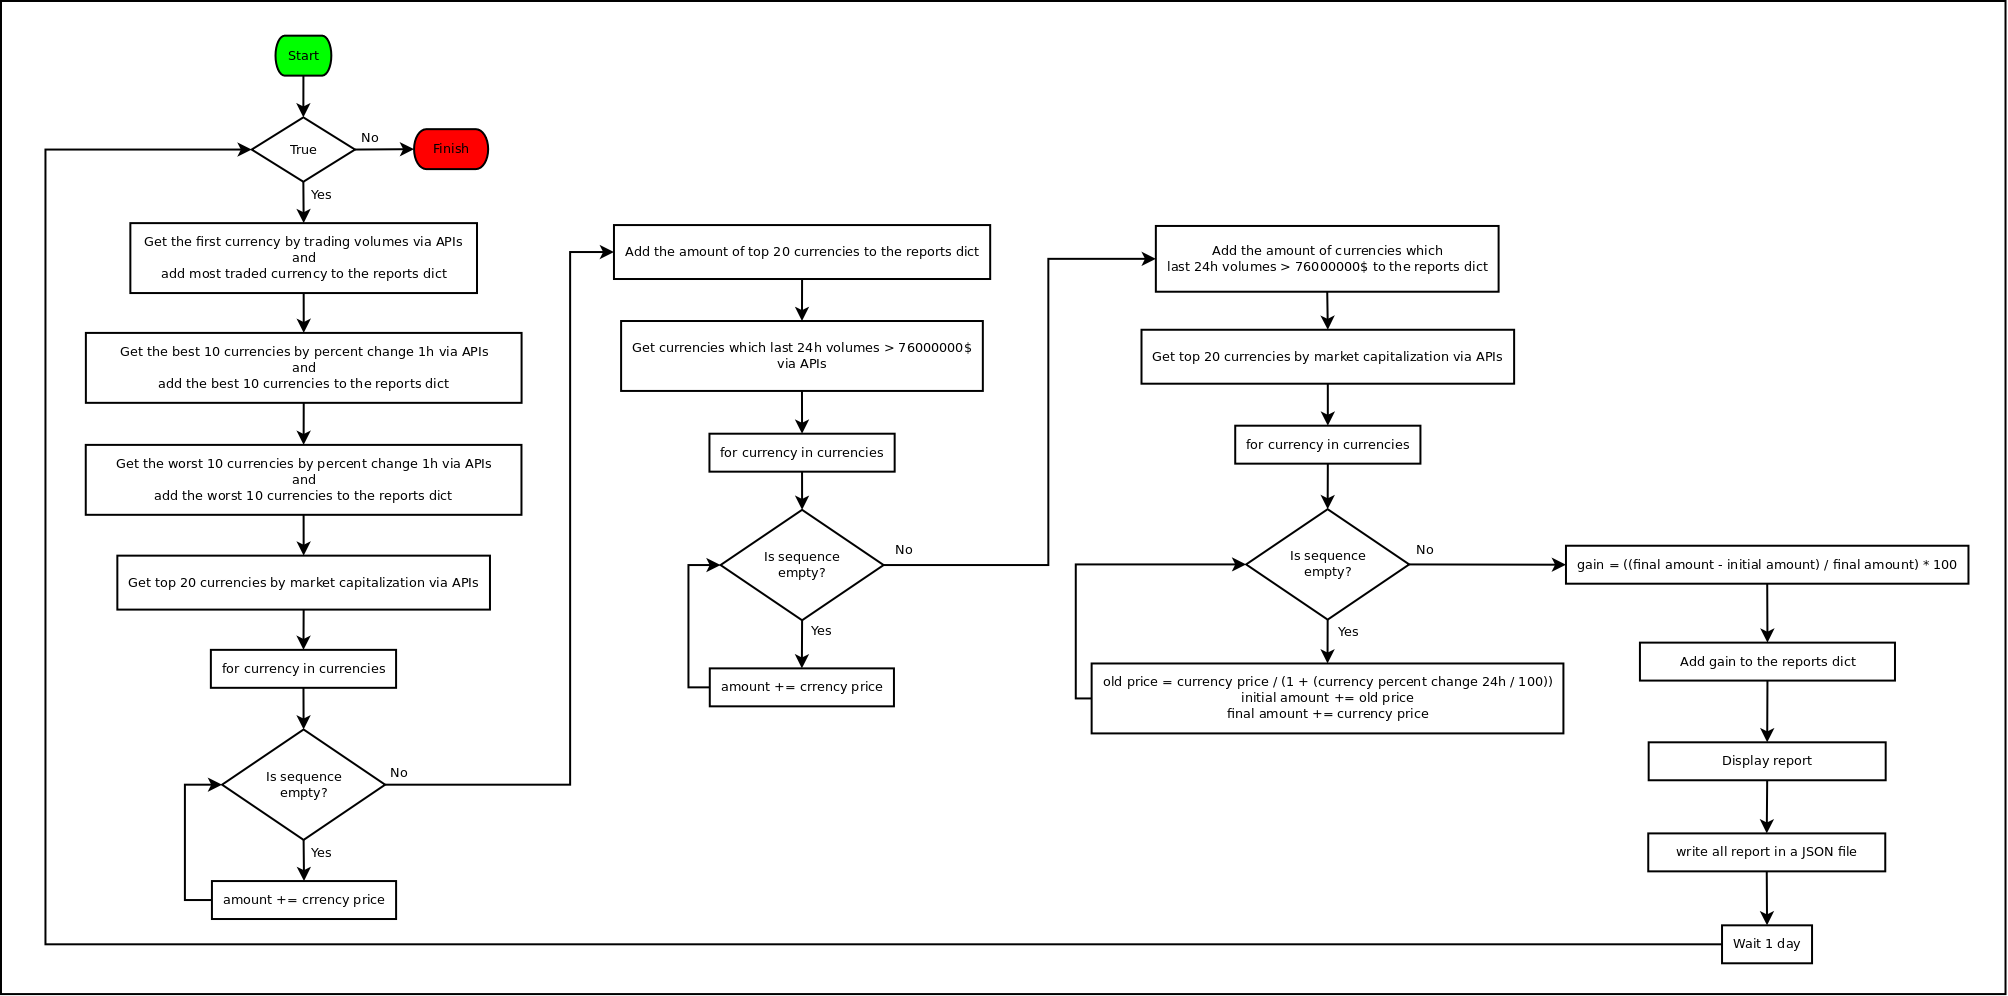 Start
True
No
Finish
Yes
Get the first currency by trading volumes via APIs
and
add most traded currency to the reports dict
Get the best 10 currencies by percent change 1h via APIs
and
add the best 10 currencies to the reports dict
Get the worst 10 currencies by percent change 1h via APIs
and
add the worst 10 currencies to the reports dict
Get top 20 currencies by market capitalization via APIs
for currency in currencies
Is sequence
empty?
No
Yes
amount += crrency price
Add the amount of top 20 currencies to the reports dict
Get currencies which last 24h volumes > 76000000$
via APIs
for currency in currencies
Is sequence
empty?
No
Yes
amount += crrency price
Add the amount of currencies which
last 24h volumes > 76000000$ to the reports dict
Get top 20 currencies by market capitalization via APIs
for currency in currencies
Is sequence
empty?
No
Yes
old price = currency price / (1 + (currency percent change 24h / 100))
initial amount += old price
final amount += currency price
gain = ((final amount - initial amount) / final amount) * 100
Add gain to the reports dict
Display report
write all report in a JSON file
Wait 1 day